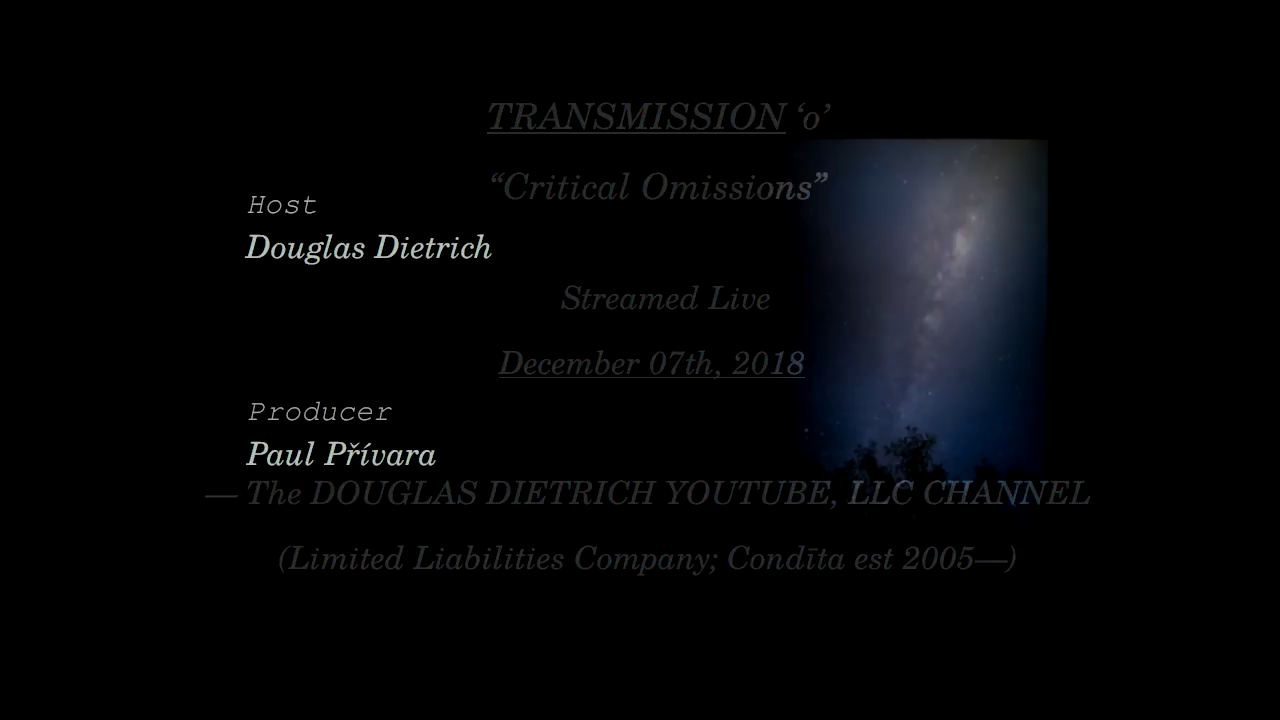 TRANSMISSION ‘o’
“Critical Omissions”
Host
Douglas Dietrich
Streamed Live
December 07th, 2018
Producer
Paul Přívara
— The DOUGLAS DIETRICH YOUTUBE, LLC CHANNEL
(Limited Liabilities Company; Condīta est 2005—)